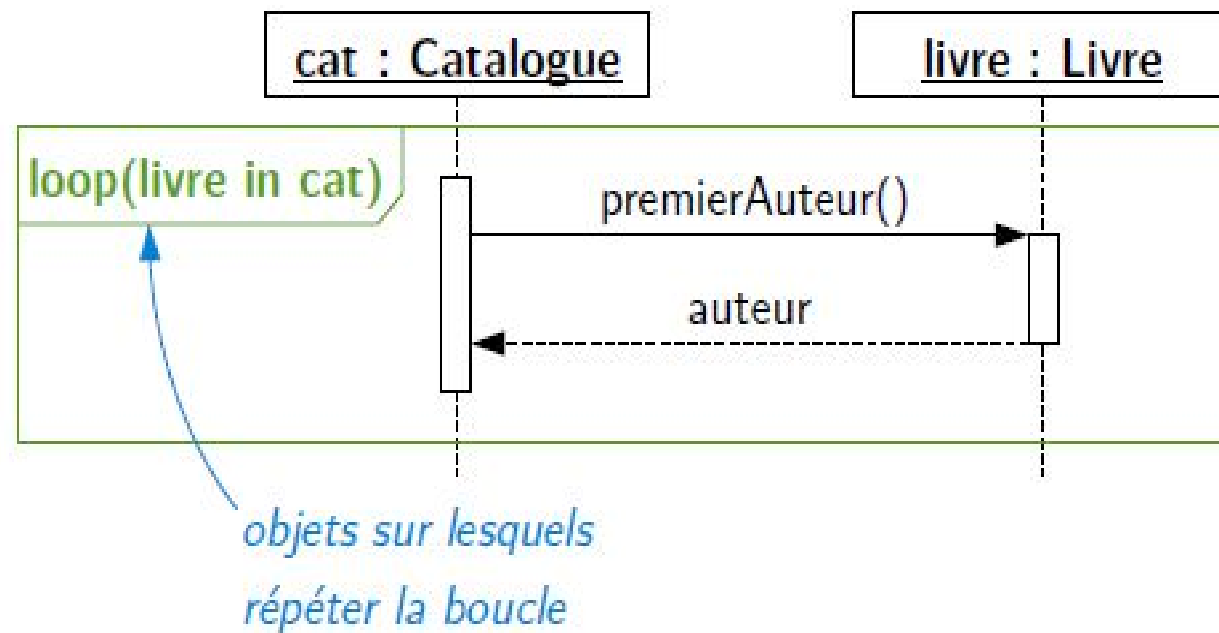 cat : Catalogue
livre : Livre
loop(livre in cat)
premierAuteur()
auteur
objets sur lesquels
répéter la boucle